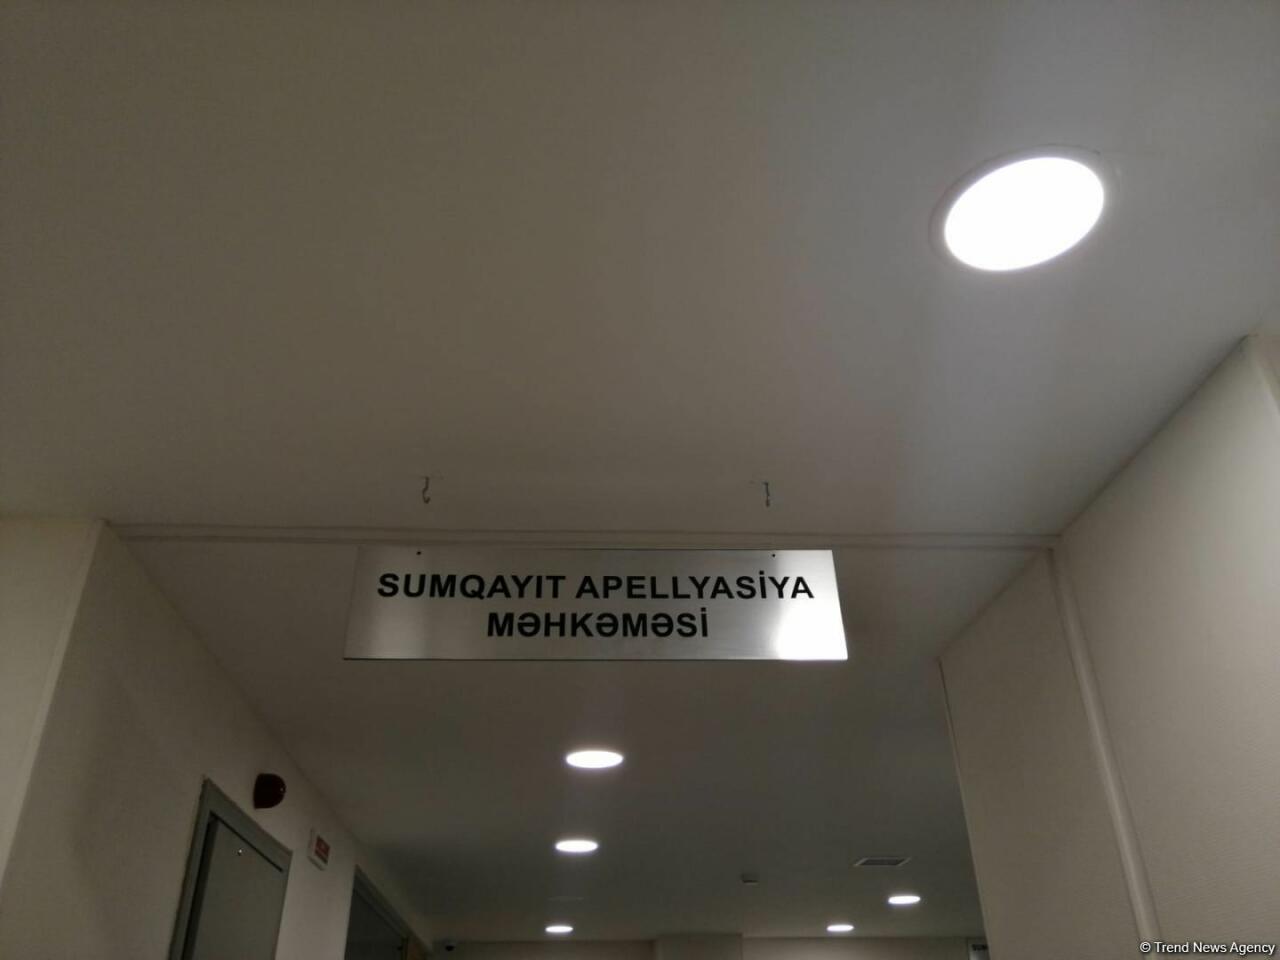 SUMQAYIT APELLYASİYA
MƏHKƏMƏSİ
© Trend News Agency